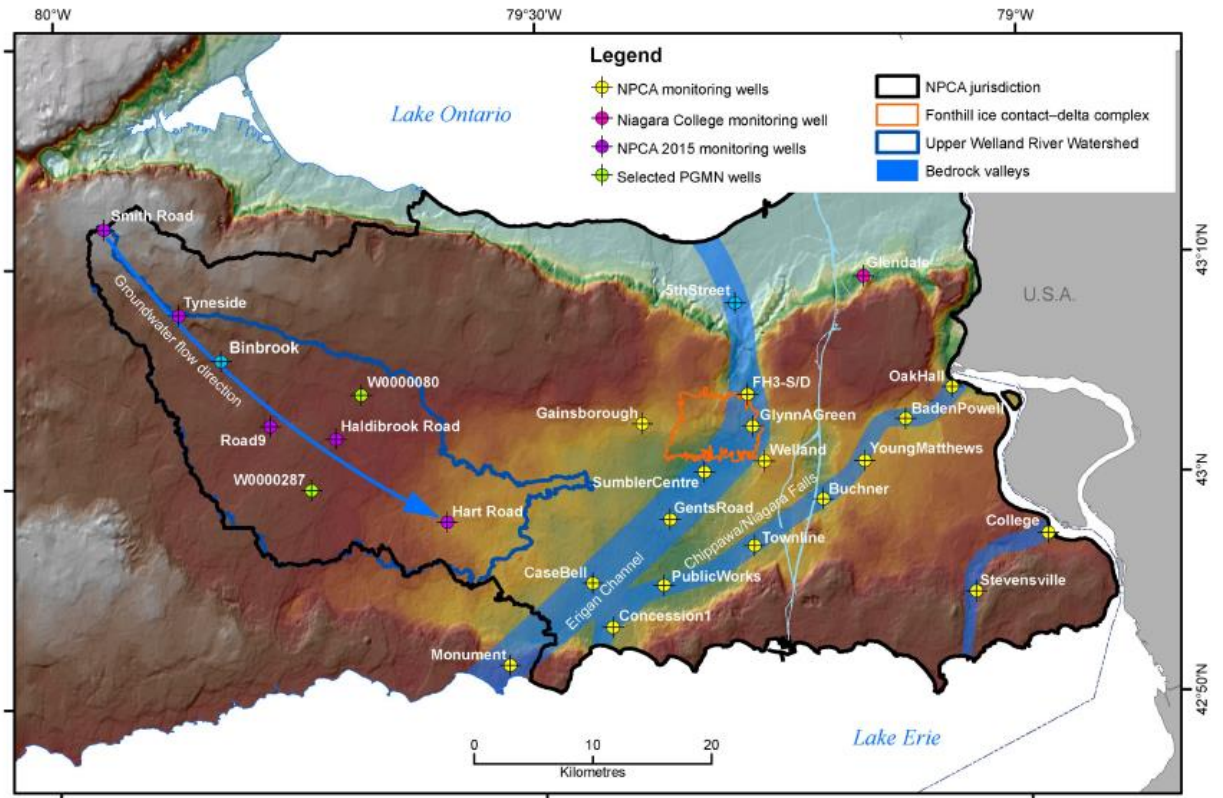 80°W
79°30'W
79°W
Legend
NPCA monitoring wells
Niagara College monitoring well
NPCA 2015 monitoring wells
Selected PGMN wells
NPCA jurisdiction
Fonthill ice contact–delta complex
Upper Welland River Watershed
Bedrock valleys
Lake Ontario
Smith Road
43°10'N
Glendale
5thStreet
U.S.A.
Tyneside
Groundwater flow direction
Binbrook
W0000080
FH3-S/D
OakHall
Gainsborough
GlynnAGreen
BadenPowell
Road9
Haldibrook Road
Welland
YoungMatthews
43°N
W0000287
SumblerCentre
Buchner
Hart Road
GentsRoad
Chippawa/Niagara Falls
College
Townline
CaseBell
PublicWorks
Stevensville
Erigan Channel
Concession1
Monument
42°50'N
Lake Erie
0 10 20
Kilometres